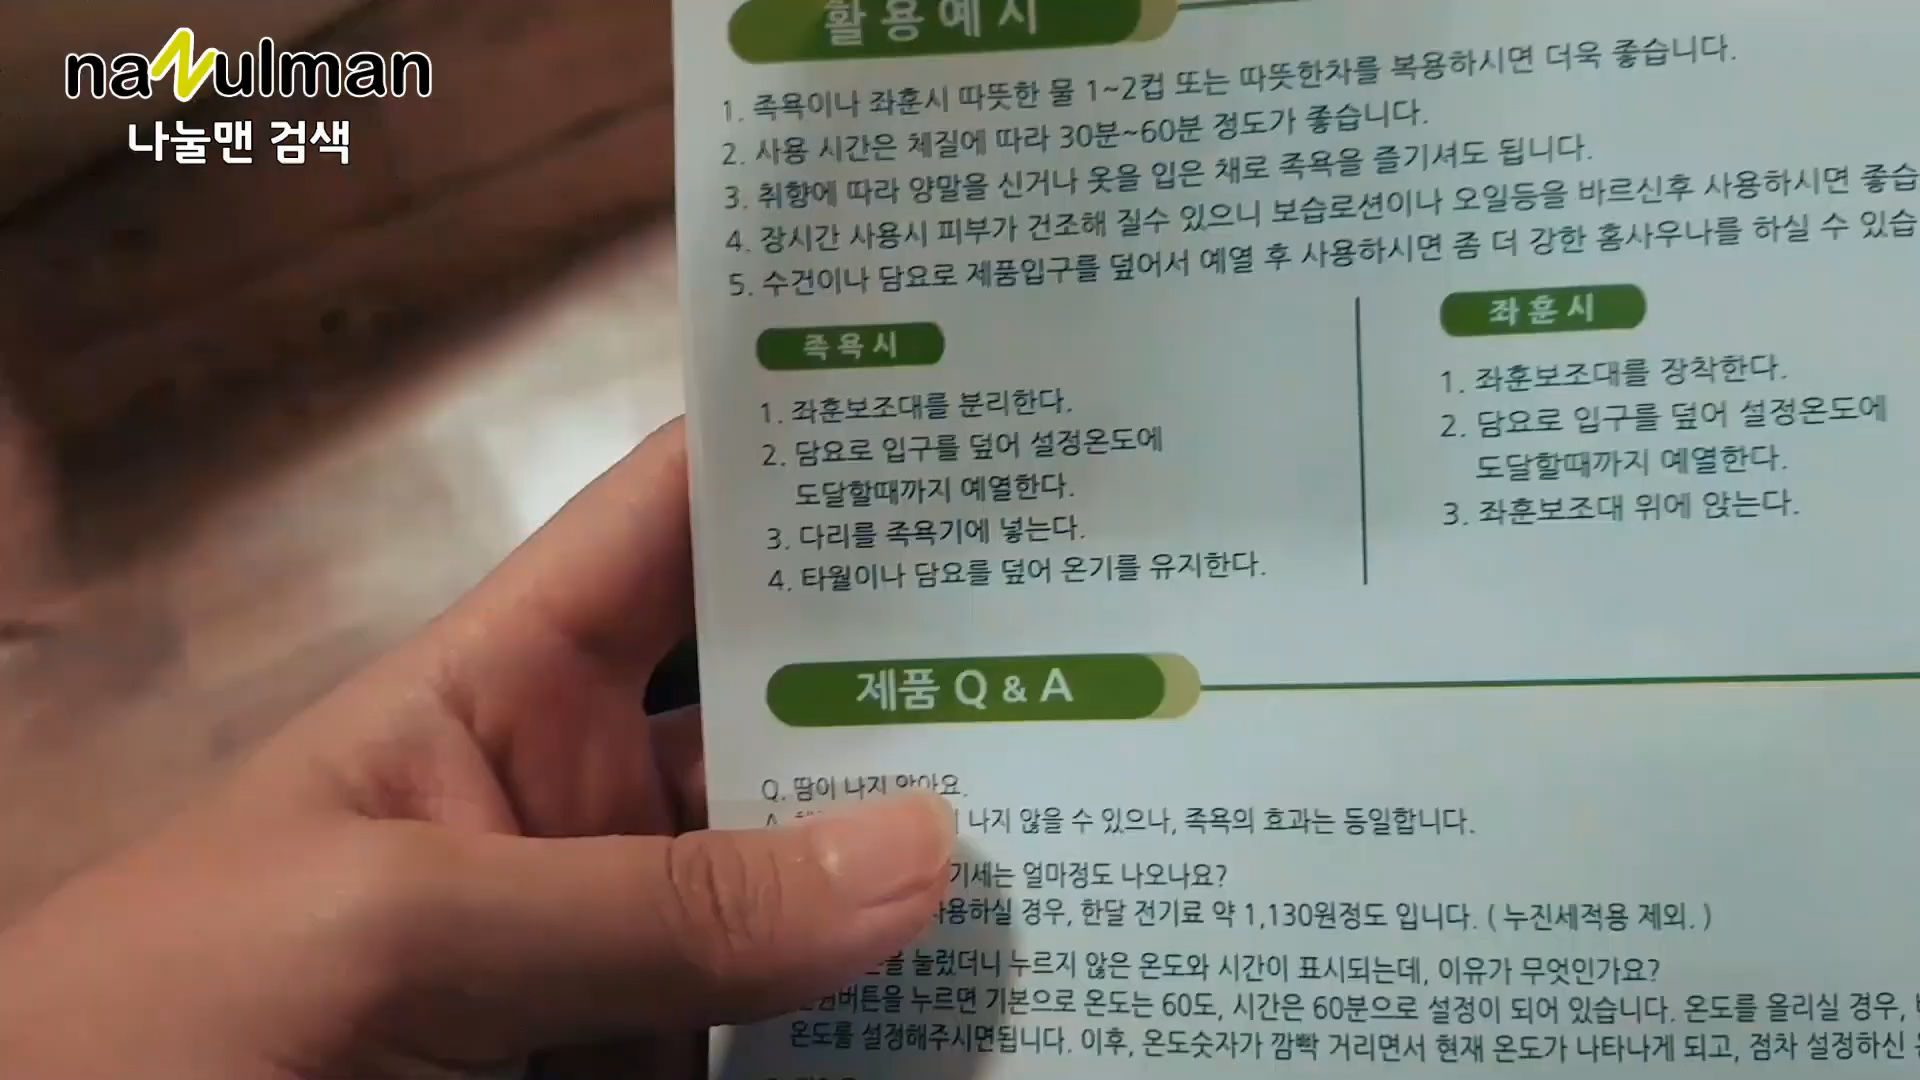 naNulman
나눌맨 검색
활용예시
1. 족욕이나 좌훈시 따뜻한 물 1~2컵 또는 따뜻한차를 복용하시면 더욱 좋습니다.
2. 사용 시간은 체질에 따라 30분~60분 정도가 좋습니다.
3. 취향에 따라 양말을 신거나 옷을 입은 채로 족욕을 즐기셔도 됩니다.
4. 장시간 사용시 피부가 건조해 질수 있으니 보습로션이나 오일등을 바르신후 사용하시면 좋습
5. 수건이나 담요로 제품입구를 덮어서 예열 후 사용하시면 좀 더 강한 홈사우나를 하실 수 있습
족욕시
1. 좌훈보조대를 분리한다.
2. 담요로 입구를 덮어 설정온도에
도달할때까지 예열한다.
3. 다리를 족욕기에 넣는다.
4. 타월이나 담요를 덮어 온기를 유지한다.
좌훈시
1. 좌훈보조대를 장착한다.
2. 담요로 입구를 덮어 설정온도에
도달할때까지 예열한다.
3. 좌훈보조대 위에 앉는다.
제품 Q & A
Q. 땀이 나지 않아요.
나지 않을 수 있으나, 족욕의 효과는 동일합니다.
기세는 얼마정도 나오나요?
사용하실 경우, 한달 전기료 약 1,130원정도 입니다. ( 누진세적용 제외. )
을 눌렀더니 누르지 않은 온도와 시간이 표시되는데, 이유가 무엇인가요?
버튼을 누르면 기본으로 온도는 60도, 시간은 60분으로 설정이 되어 있습니다. 온도를 올리실 경우,
온도를 설정해주시면됩니다. 이후, 온도숫자가 깜빡 거리면서 현재 온도가 나타나게 되고, 점차 설정하신